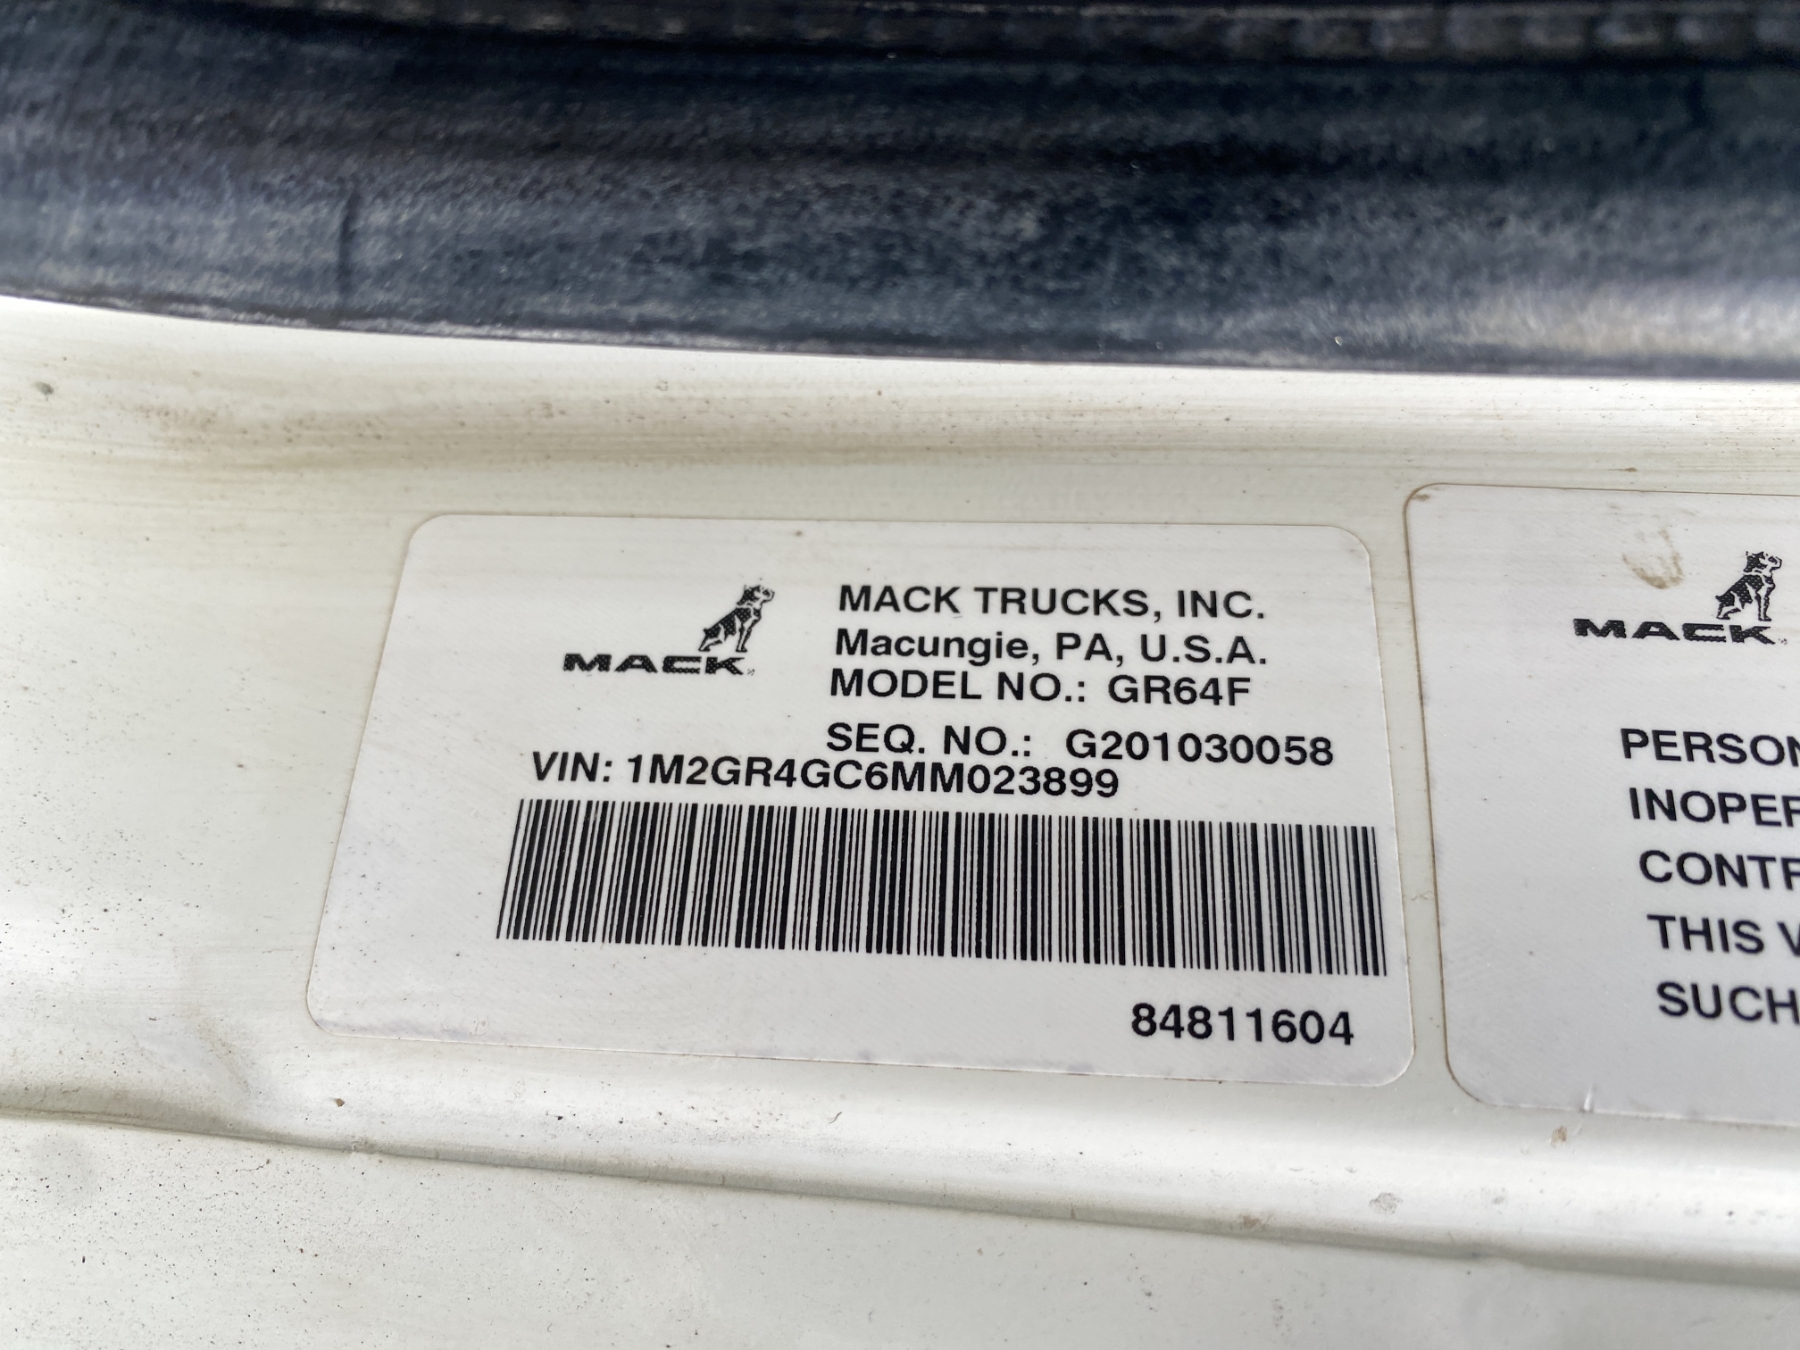 MACK
MACK TRUCKS, INC.
Macungie, PA, U.S.A.
MODEL NO.: GR64F
SEQ. NO.: G201030058
VIN: 1M2GR4GC6MM023899
84811604
MACK
PERSON
INOPER
CONTR
THIS V
SUCH